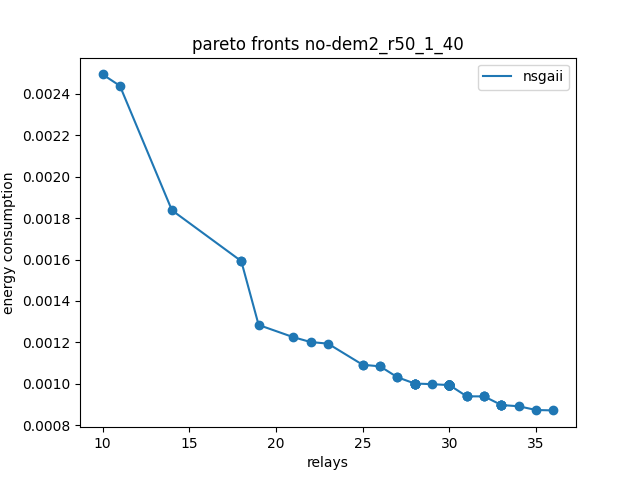 pareto fronts no-dem2_r50_1_40
nsgaii
energy consumption
0.0024
0.0022
0.0020
0.0018
0.0016
0.0014
0.0012
0.0010
0.0008
10 15 20 25 30 35
relays